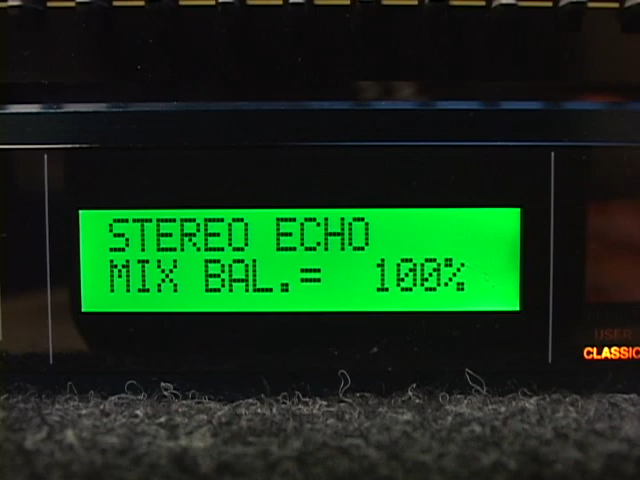 STEREO ECHO
MIX BAL.=  100%
USER
CLASSIC